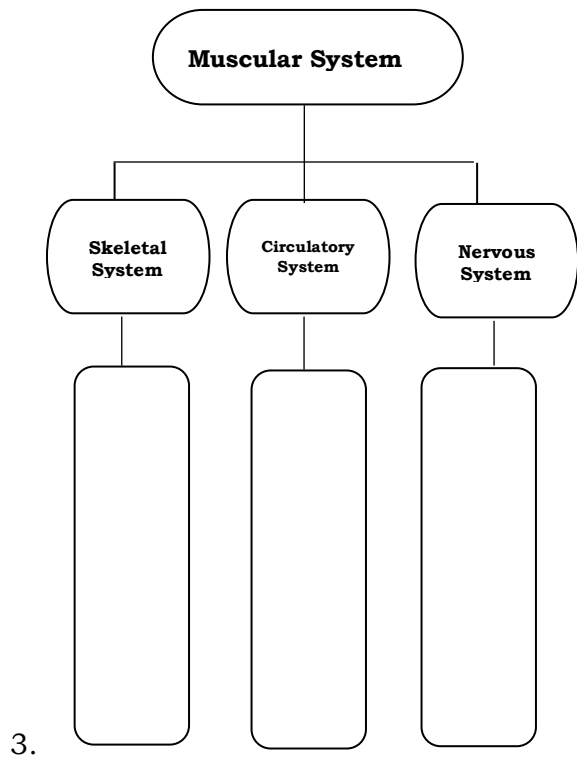 Muscular System
Skeletal
System
Circulatory
System
Nervous
System
3.